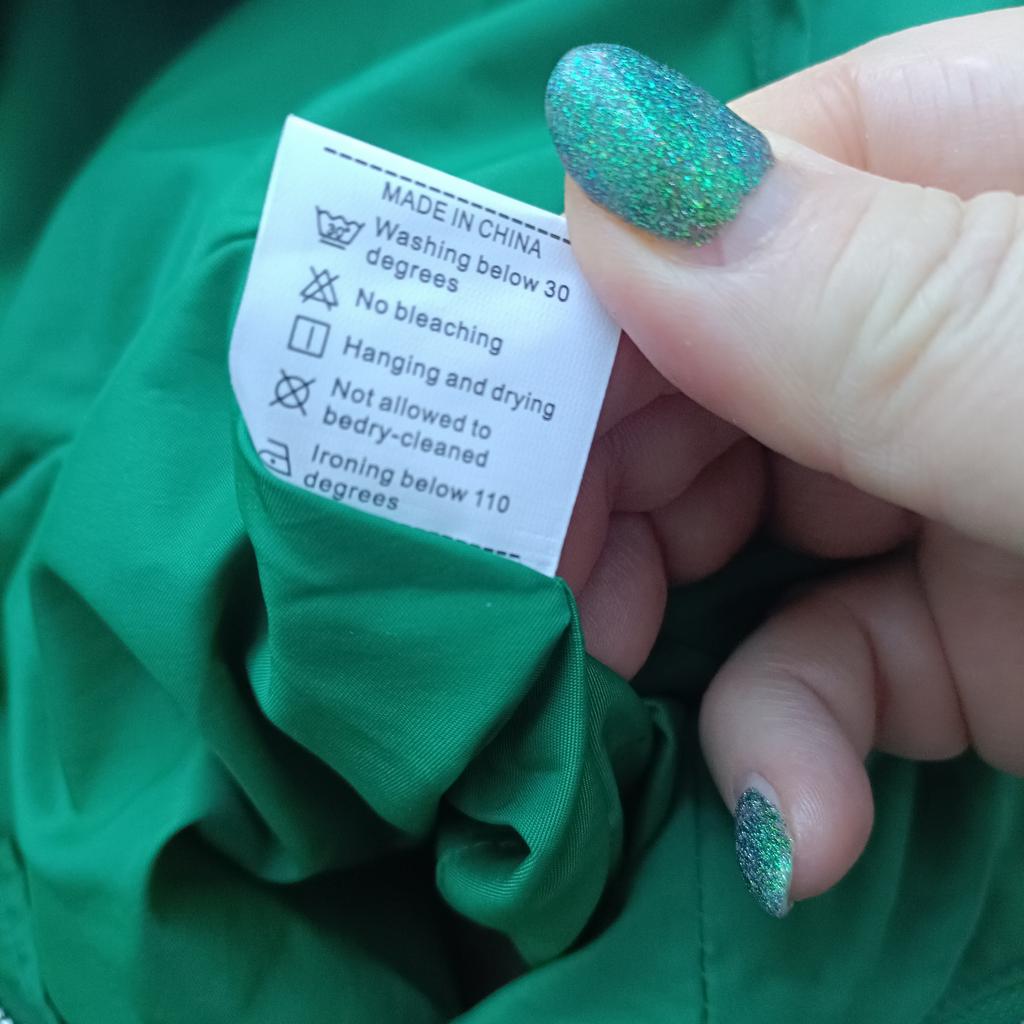 MADE IN CHINA
30°
Washing below 30
degrees
No bleaching
Hanging and drying
Not allowed to
bedry-cleaned
Ironing below 110
degrees